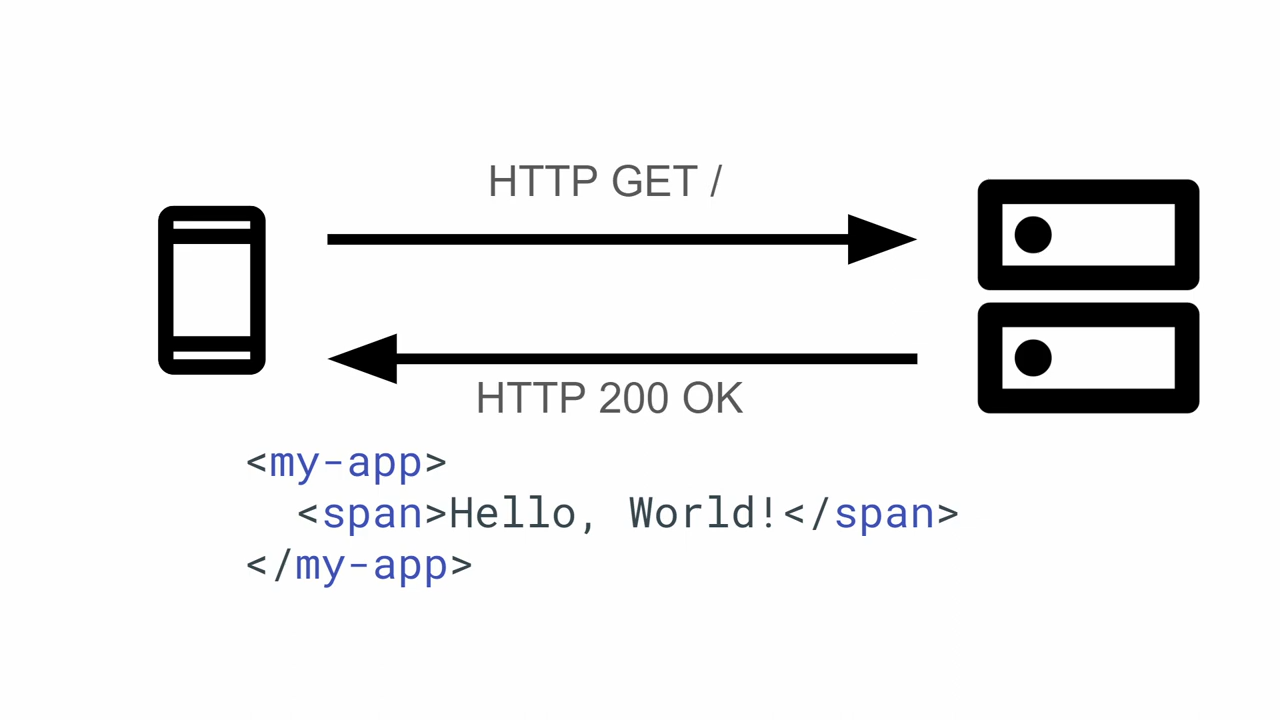 HTTP GET /
HTTP 200 OK
<my-app>
  <span>Hello, World!</span>
</my-app>